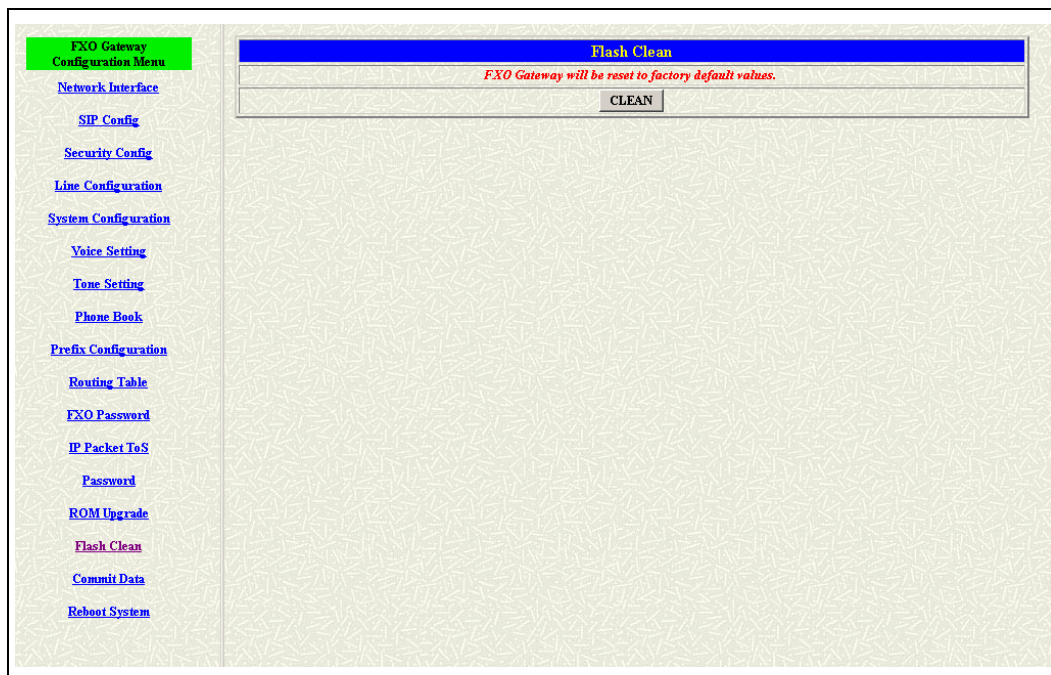 FXO Gateway
Configuration Menu
Network Interface
SIP Config
Security Config
Line Configuration
System Configuration
Voice Setting
Tone Setting
Phone Book
Prefix Configuration
Routing Table
FXO Password
IP Packet ToS
Password
ROM Upgrade
Flash Clean
Commit Data
Reboot System
Flash Clean
FXO Gateway will be reset to factory default values.
CLEAN